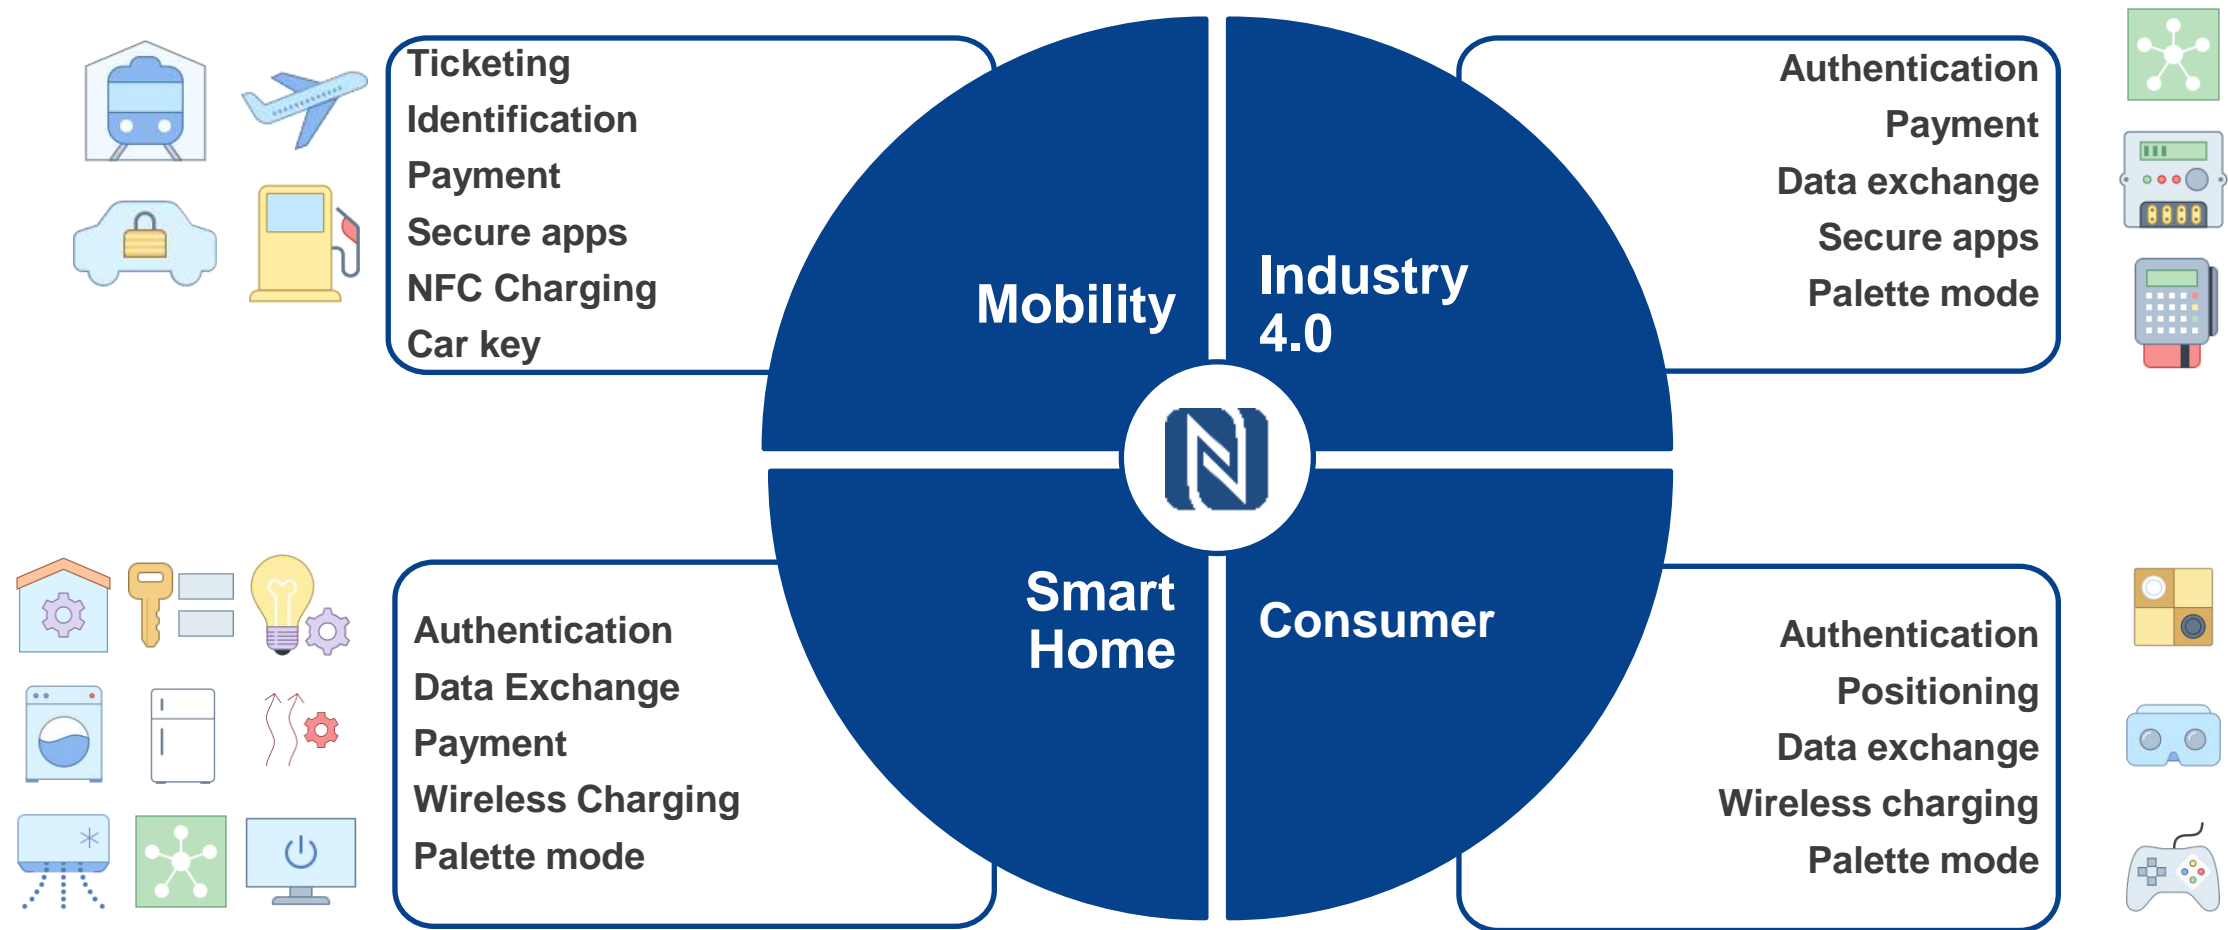 Ticketing
Identification
Payment
Secure apps
NFC Charging
Car key
Mobility
Industry
4.0
Authentication
Payment
Data exchange
Secure apps
Palette mode
Authentication
Data Exchange
Payment
Wireless Charging
Palette mode
Smart
Home
Consumer
Authentication
Positioning
Data exchange
Wireless charging
Palette mode